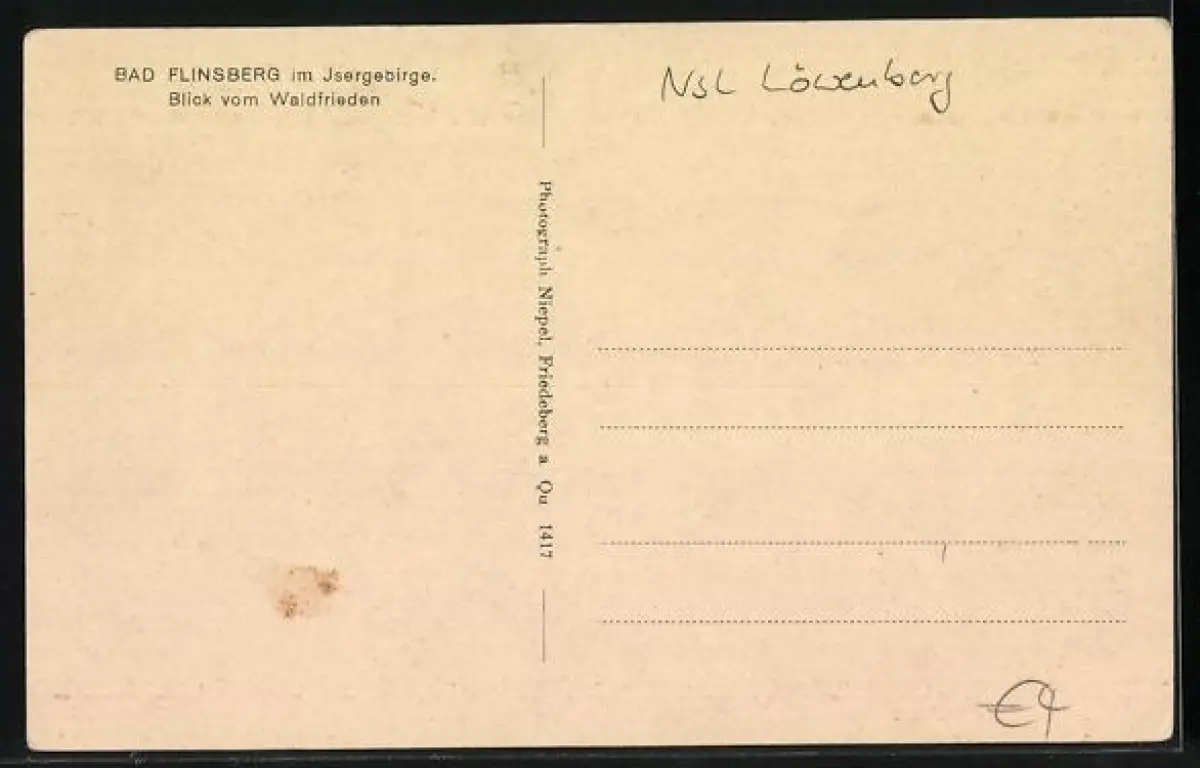 BAD FLINSBERG im Jsergebirge.
Blick vom Waldfrieden
Photograph Niepel, Friedeberg a Qu 1417
NsL Löwenberg